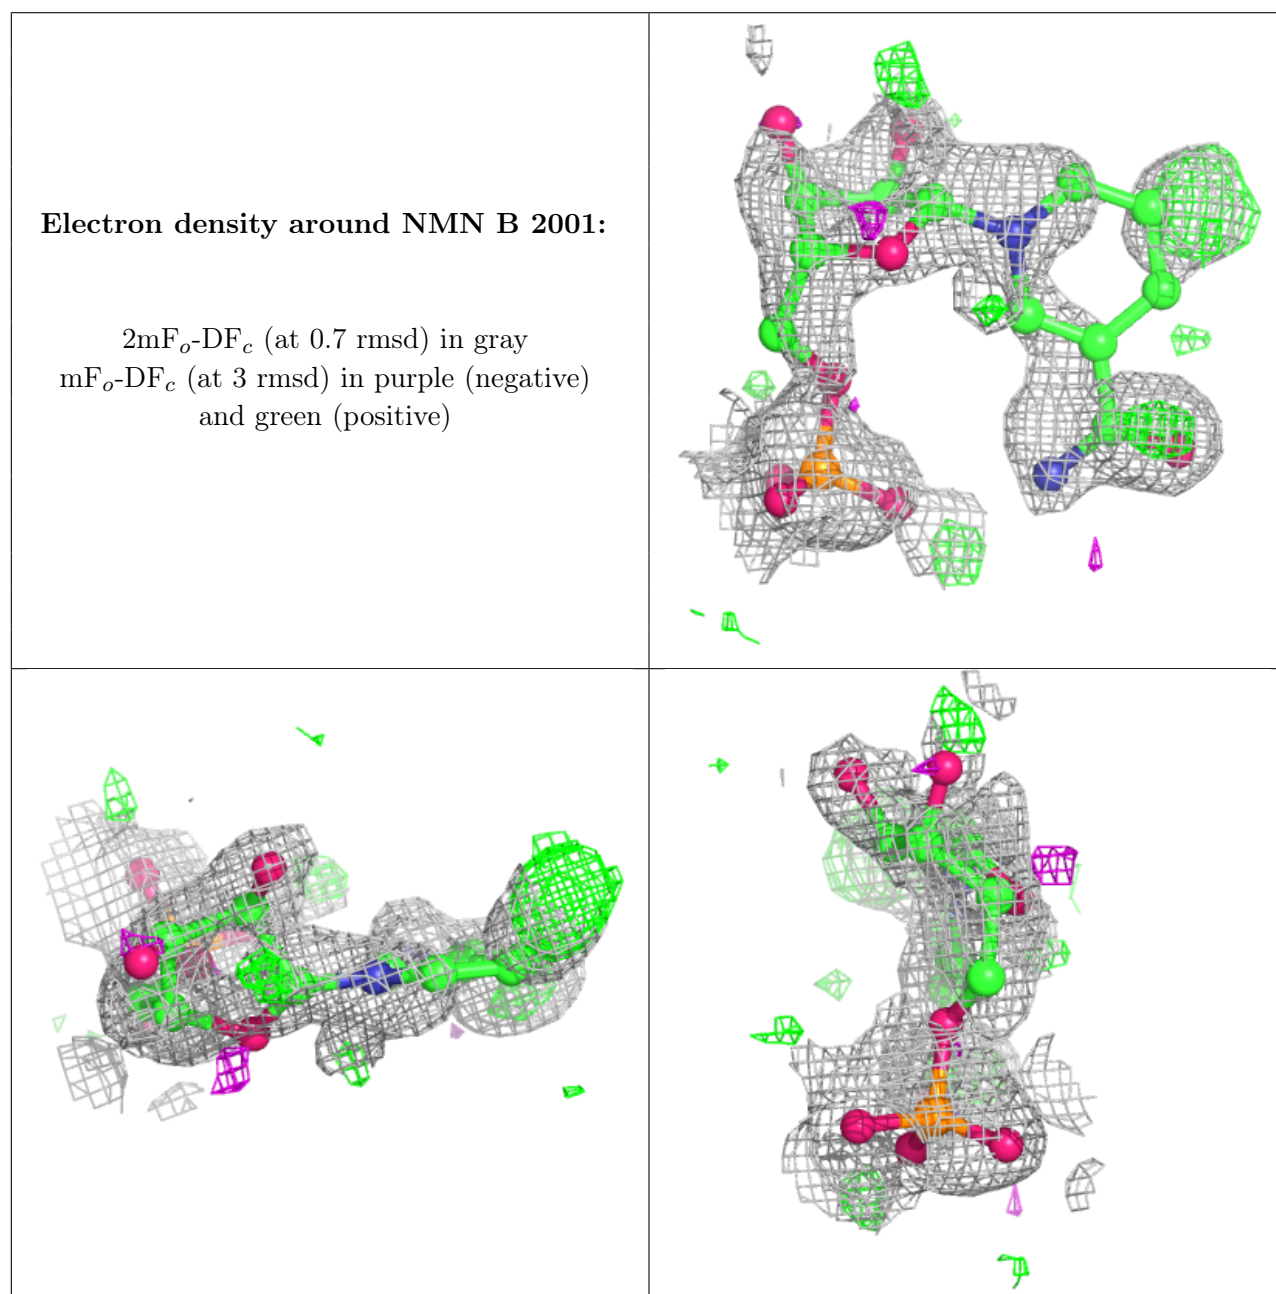 Electron density around NMN B 2001:
2mFo-DFc (at 0.7 rmsd) in gray
mFo-DFc (at 3 rmsd) in purple (negative)
and green (positive)